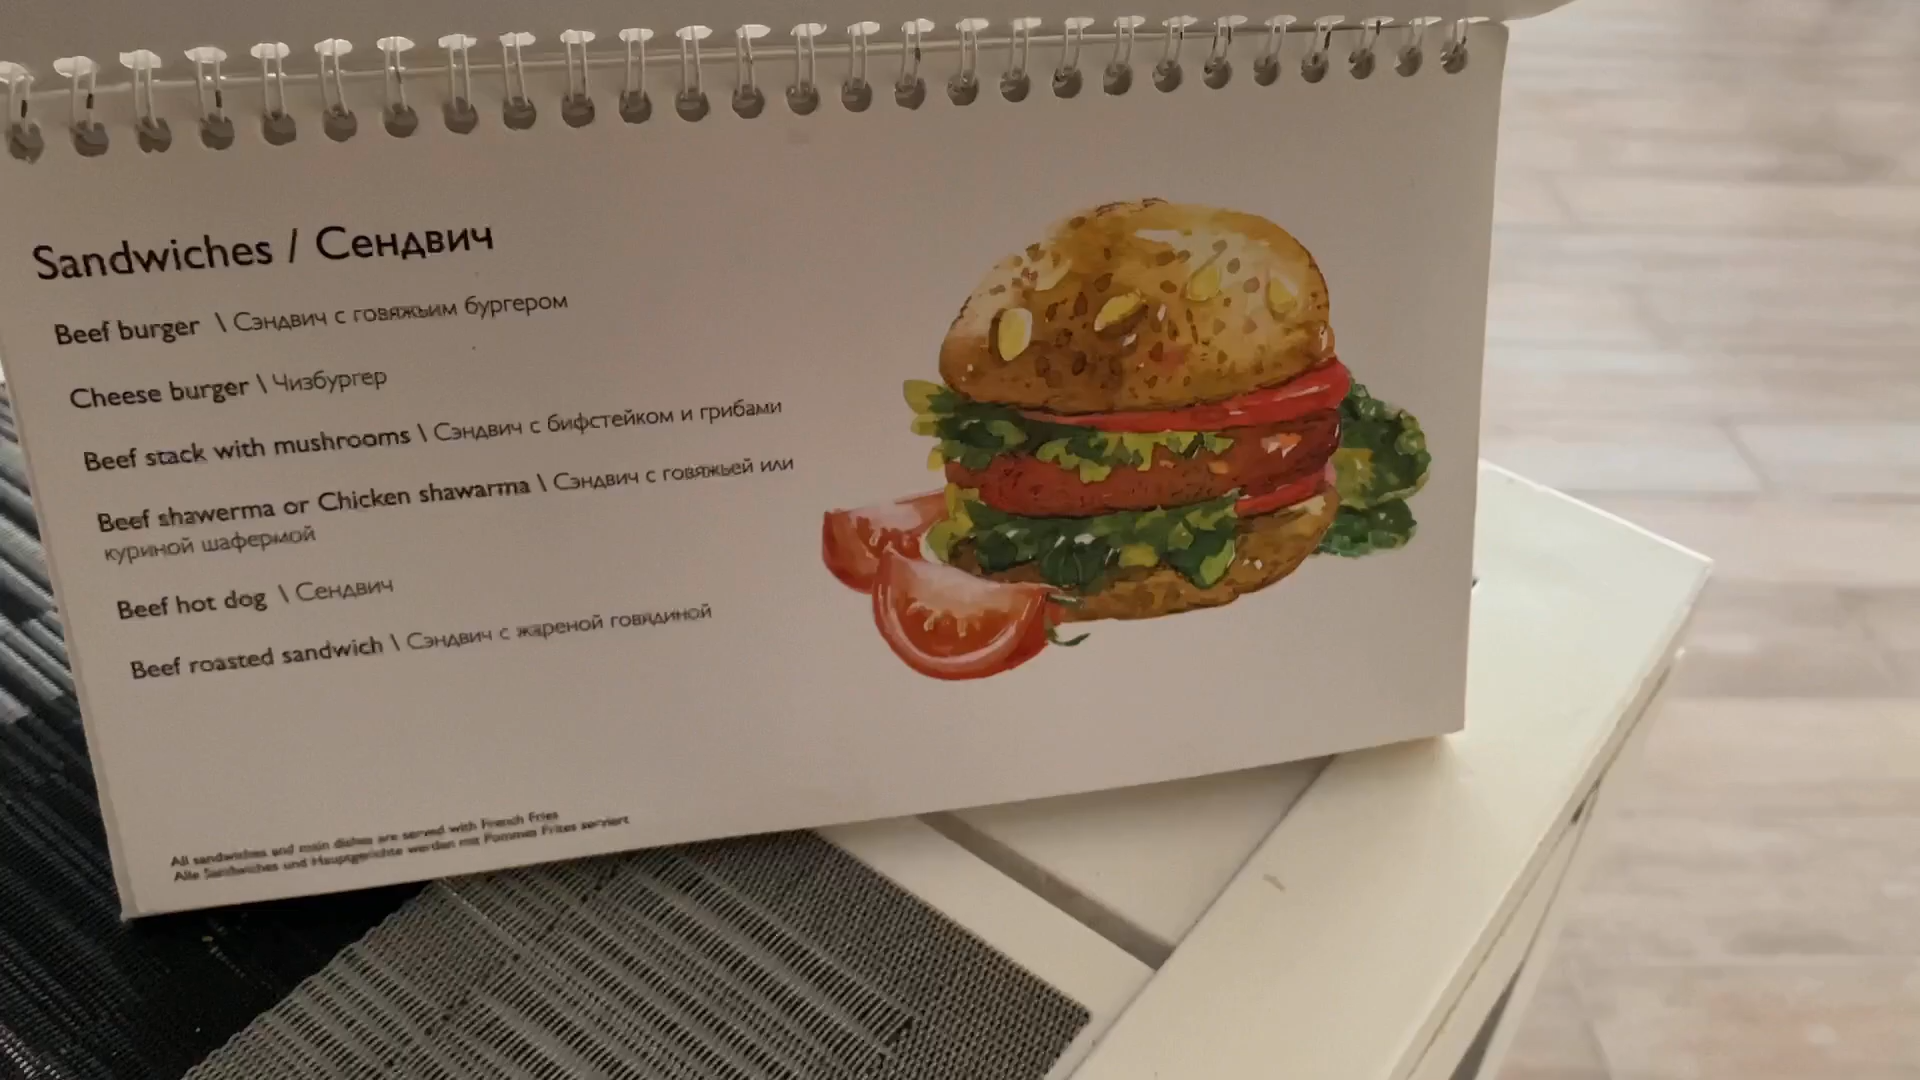 Sandwiches / Сендвич
Beef burger \ Сэндвич с говяжьим бургером
Cheese burger \ Чизбургер
Beef stack with mushrooms \ Сэндвич с бифстейком и грибами
Beef shawerma or Chicken shawarma \ Сэндвич с говяжьей или
куриной шафермой
Beef hot dog \ Сендвич
Beef roasted sandwich \ Сэндвич с жареной говядиной
All sandwiches and main dishes are served with French Fries
Alle Sandwiches und Hauptgerichte werden mit Pommes Frites serviert